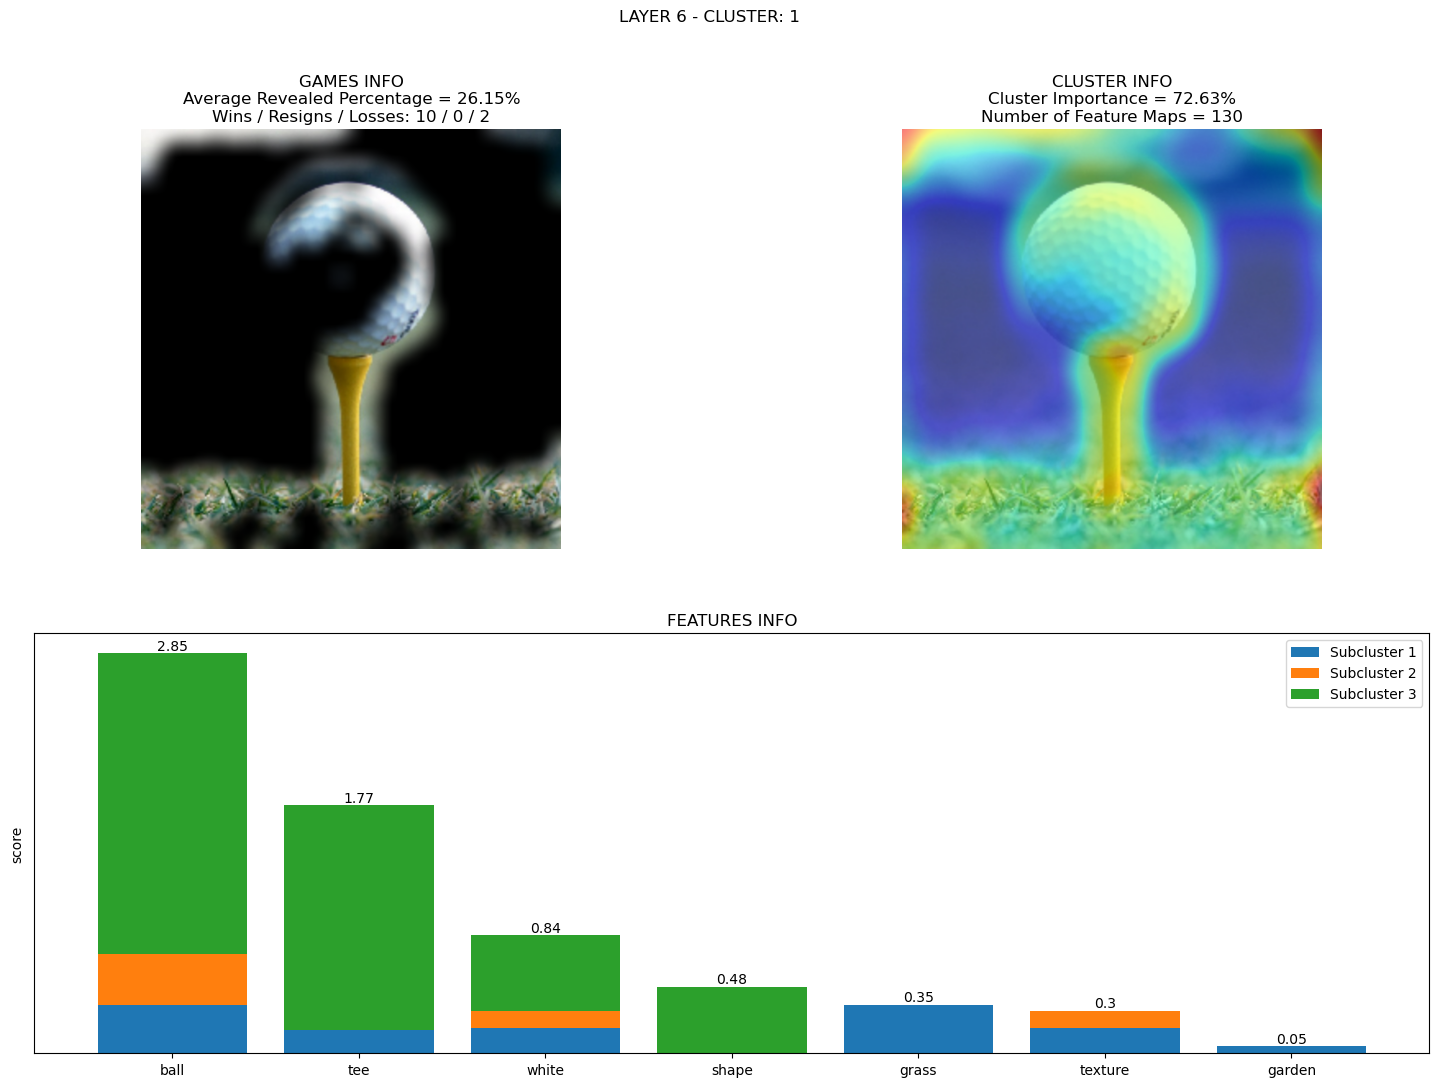 LAYER 6 - CLUSTER: 1
GAMES INFO
Average Revealed Percentage = 26.15%
Wins / Resigns / Losses: 10 / 0 / 2
CLUSTER INFO
Cluster Importance = 72.63%
Number of Feature Maps = 130
FEATURES INFO
score
2.85
1.77
0.84
0.48
0.35
0.3
0.05
Subcluster 1
Subcluster 2
Subcluster 3
ball
tee
white
shape
grass
texture
garden